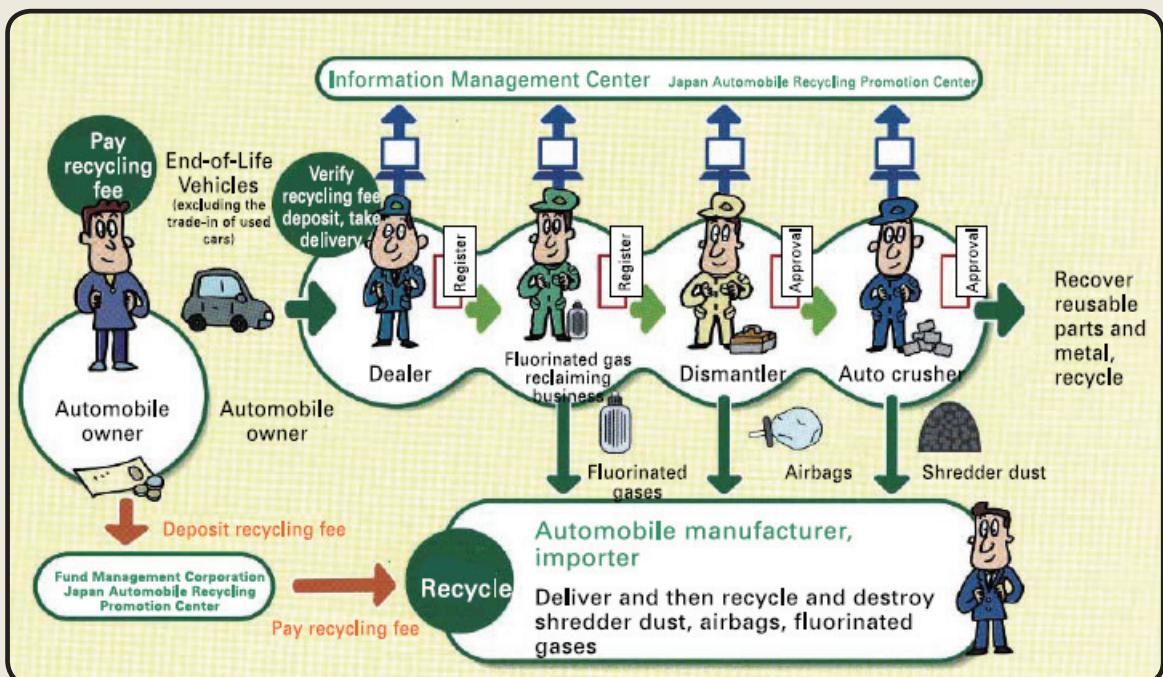 Information Management Center Japan Automobile Recycling Promotion Center
Pay
recycling
fee
End-of-Life
Vehicles
(excluding the
trade-in of used
cars)
Verify
recycling fee
deposit, take
delivery
Register
Register
Approval
Approval
Dealer
Fluorinated gas
reclaiming
business
Dismantler
Auto crusher
Recover
reusable
parts and
metal,
recycle
Automobile
owner
Automobile
owner
Fluorinated
gases
Airbags
Shredder dust
Deposit recycling fee
Fund Management Corporation
Japan Automobile Recycling
Promotion Center
Pay recycling fee
Recycle
Automobile manufacturer,
importer
Deliver and then recycle and destroy
shredder dust, airbags, fluorinated
gases